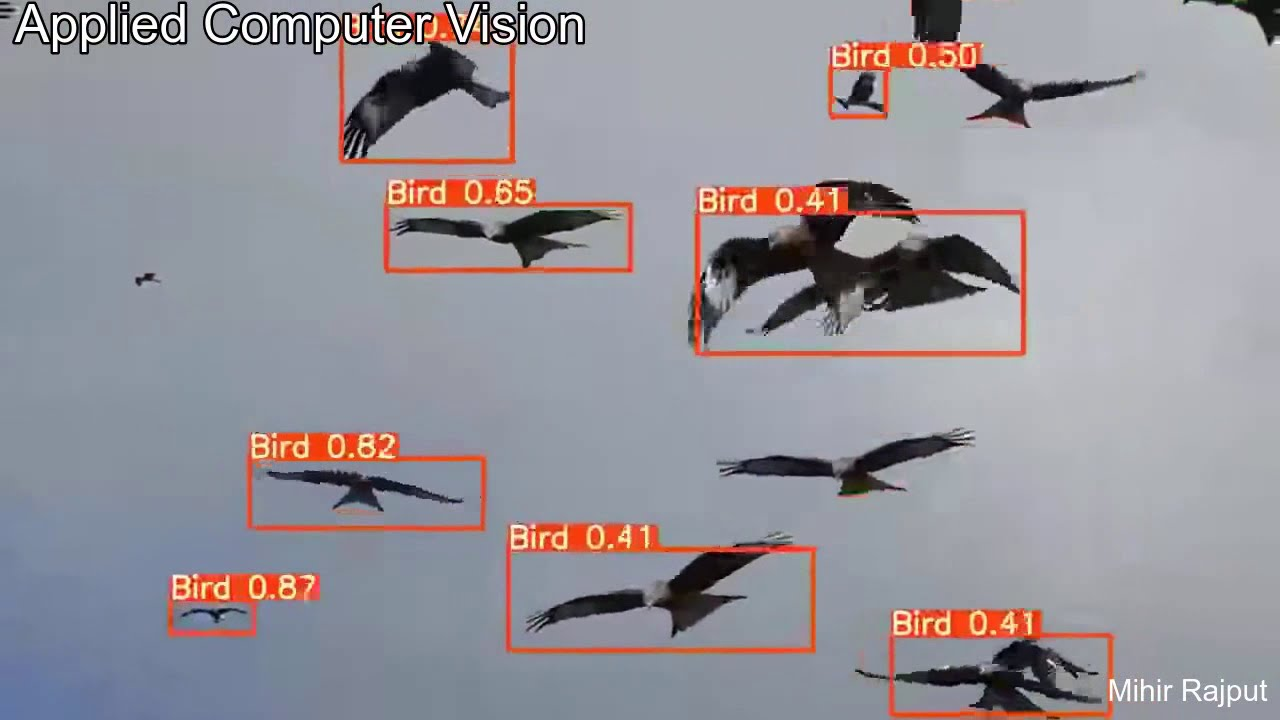 Applied Computer Vision
Bird 0.50
Bird 0.65
Bird 0.41
Bird 0.82
Bird 0.41
Bird 0.87
Bird 0.41
Mihir Rajput